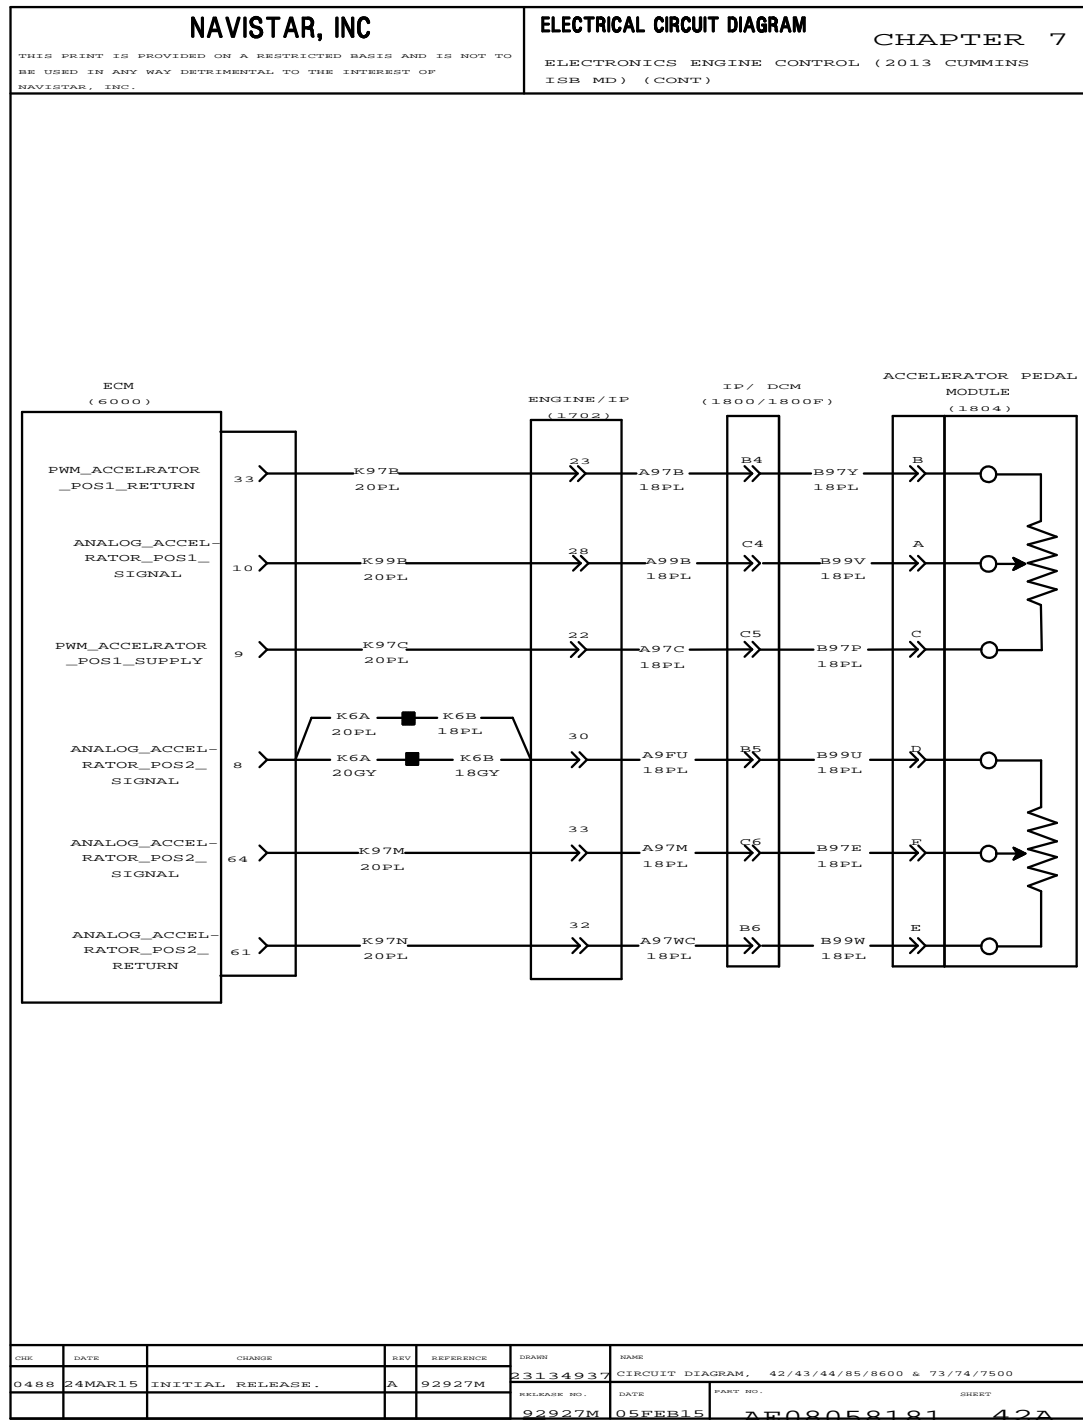 NAVISTAR, INC
THIS PRINT IS PROVIDED ON A RESTRICTED BASIS AND IS NOT TO
BE USED IN ANY WAY DETRIMENTAL TO THE INTEREST OF
NAVISTAR, INC.
ELECTRICAL CIRCUIT DIAGRAM
CHAPTER 7
ELECTRONICS ENGINE CONTROL (2013 CUMMINS
ISB MD) (CONT)
ECM
(6000)
ENGINE/IP
(1702)
IP/ DCM
(1800/1800F)
ACCELERATOR PEDAL
MODULE
(1804)
PWM_ACCELRATOR
_POS1_RETURN
33
K97B
20PL
23
A97B
18PL
B4
B97Y
18PL
B
ANALOG_ACCEL-
RATOR_POS1_
SIGNAL
10
K99B
20PL
28
A99B
18PL
C4
B99V
18PL
A
PWM_ACCELRATOR
_POS1_SUPPLY
9
K97C
20PL
22
A97C
18PL
C5
B97P
18PL
C
K6A
20PL
K6B
18PL
ANALOG_ACCEL-
RATOR_POS2_
SIGNAL
8
K6A
20GY
K6B
18GY
30
A9FU
18PL
B5
B99U
18PL
D
ANALOG_ACCEL-
RATOR_POS2_
SIGNAL
64
K97M
20PL
33
A97M
18PL
C6
B97E
18PL
F
ANALOG_ACCEL-
RATOR_POS2_
RETURN
61
K97N
20PL
32
A97WC
18PL
B6
B99W
18PL
E
CHK DATE CHANGE REV REFERENCE
0488 24MAR15 INITIAL RELEASE. A 92927M
DRAWN
23134937
NAME
CIRCUIT DIAGRAM, 42/43/44/85/8600 & 73/74/7500
RELEASE NO.
92927M
DATE
05FEB15
PART NO.
AF08058181
SHEET
42A